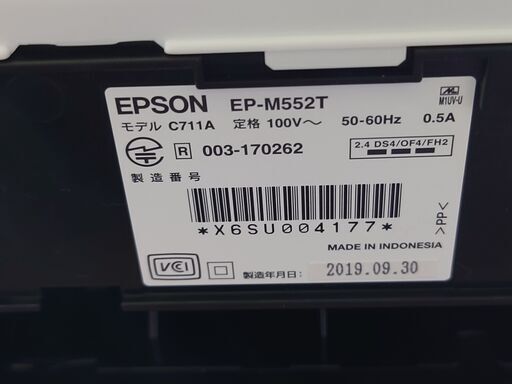 EPSON EP-M552T
M1UV-U
モデル C711A 定格 100V～ 50-60Hz 0.5A
R 003-170262
2.4 DS4/OF4/FH2
製造番号
*X6SU004177*
>PP<
MADE IN INDONESIA
VCI 製造年月日: 2019.09.30